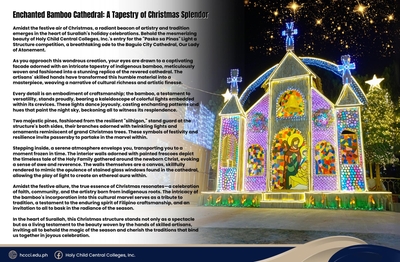 Enchanted Bamboo Cathedral: A Tapestry of Christmas Splendor
Amidst the festive air of Christmas, a radiant beacon of artistry and tradition
emerges in the heart of Surallah's holiday celebrations. Behold the mesmerizing
beauty of Holy Child Central Colleges, Inc.'s entry for the "Pasko sa Pinas" Light a
Structure competition, a breathtaking ode to the Baguio City Cathedral, Our Lady
of Atonement.
As you approach this wondrous creation, your eyes are drawn to a captivating
facade adorned with an intricate tapestry of indigenous bamboo, meticulously
woven and fashioned into a stunning replica of the revered cathedral. The
artisans' skilled hands have transformed this humble material into a
masterpiece, weaving a narrative of cultural richness and artistic finesse.
Every detail is an embodiment of craftsmanship; the bamboo, a testament to
versatility, stands proudly, bearing a kaleidoscope of colorful lights embedded
within its crevices. These lights dance joyously, casting enchanting patterns and
hues that paint the night sky, beckoning all to witness its resplendence.
Two majestic pines, fashioned from the resilient "silhigan," stand guard at the
structure's both sides, their branches adorned with twinkling lights and
ornaments reminiscent of grand Christmas trees. These symbols of festivity and
resilience invite passersby to partake in the marvel within.
Stepping inside, a serene atmosphere envelops you, transporting you to a
moment frozen in time. The interior walls adorned with painted frescoes depict
the timeless tale of the Holy Family gathered around the newborn Christ, evoking
a sense of awe and reverence. The walls themselves are a canvas, skillfully
rendered to mimic the opulence of stained glass windows found in the cathedral,
allowing the play of light to create an ethereal aura within.
Amidst the festive allure, the true essence of Christmas resonates—a celebration
of faith, community, and the artistry born from indigenous roots. The intricacy of
the bamboo's incorporation into this cultural marvel serves as a tribute to
tradition, a testament to the enduring spirit of Filipino craftsmanship, and an
invitation to all to bask in the radiance of the season.
In the heart of Surallah, this Christmas structure stands not only as a spectacle
but as a living testament to the beauty woven by the hands of skilled artisans,
inviting all to behold the magic of the season and cherish the traditions that bind
us together in joyous celebration.
hccci.edu.ph
Holy Child Central Colleges, Inc.